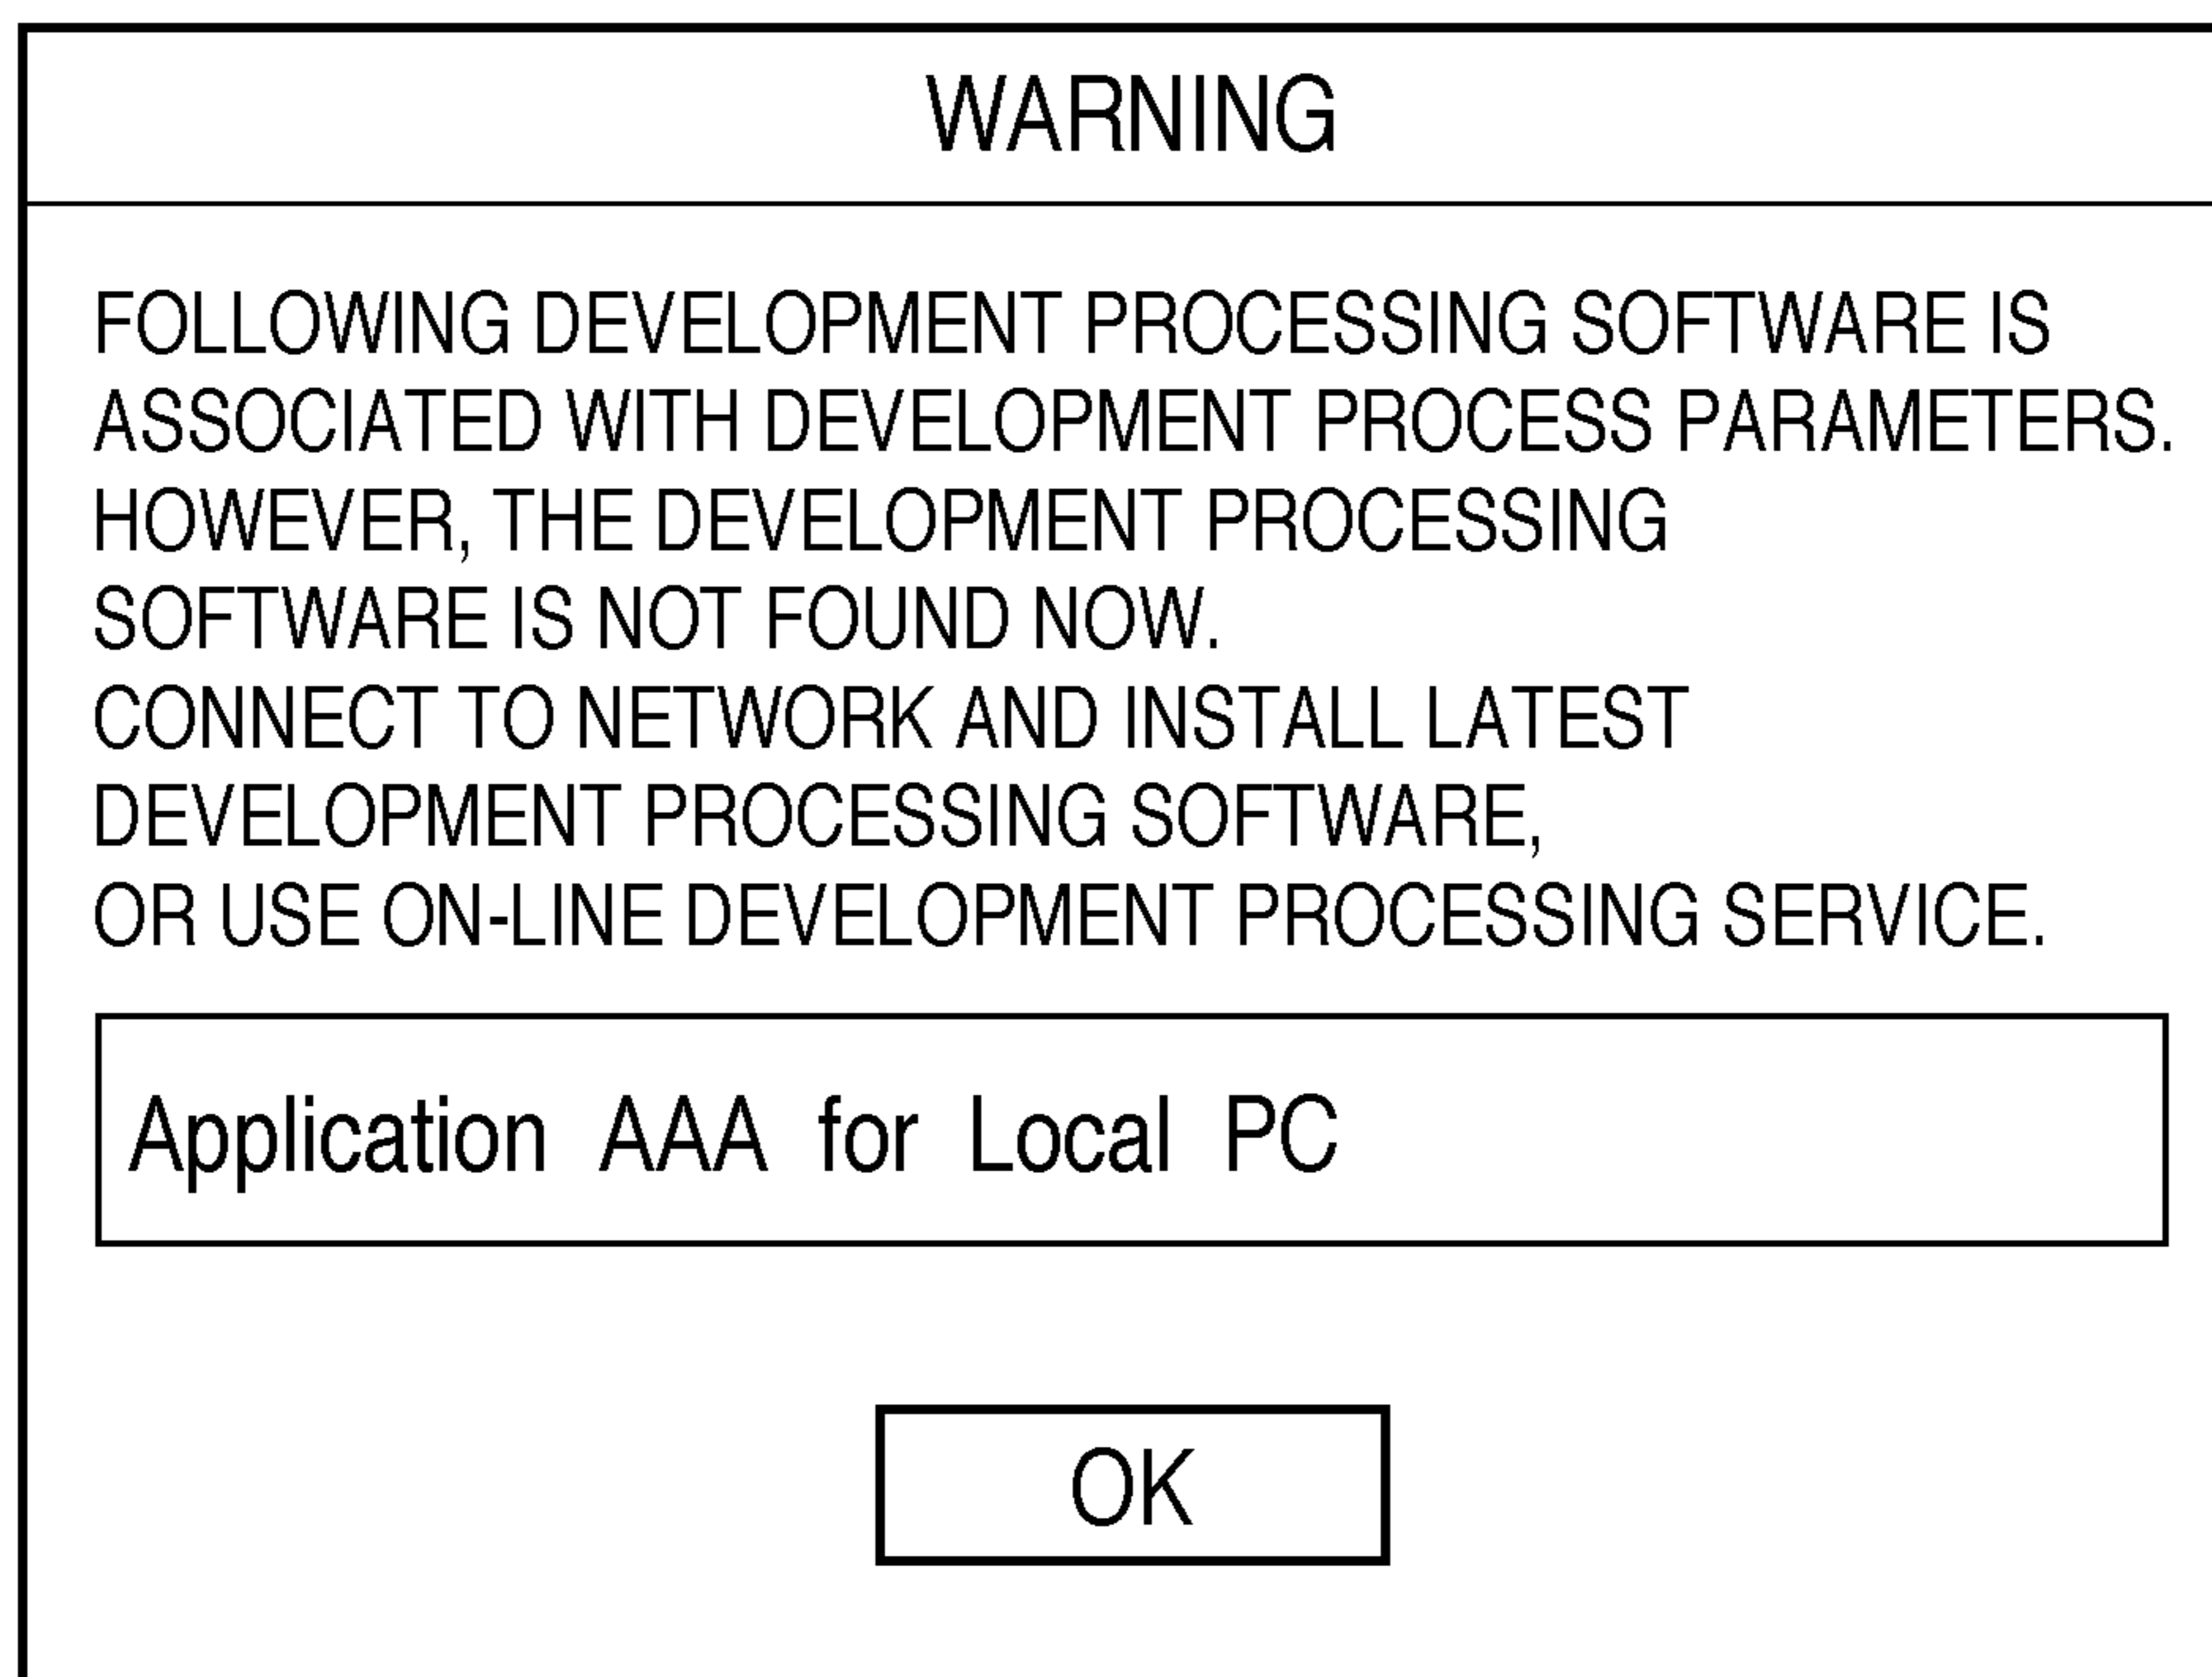 WARNING
FOLLOWING DEVELOPMENT PROCESSING SOFTWARE IS
ASSOCIATED WITH DEVELOPMENT PROCESS PARAMETERS.
HOWEVER, THE DEVELOPMENT PROCESSING
SOFTWARE IS NOT FOUND NOW.
CONNECT TO NETWORK AND INSTALL LATEST
DEVELOPMENT PROCESSING SOFTWARE,
OR USE ON-LINE DEVELOPMENT PROCESSING SERVICE.
Application AAA for Local PC
OK